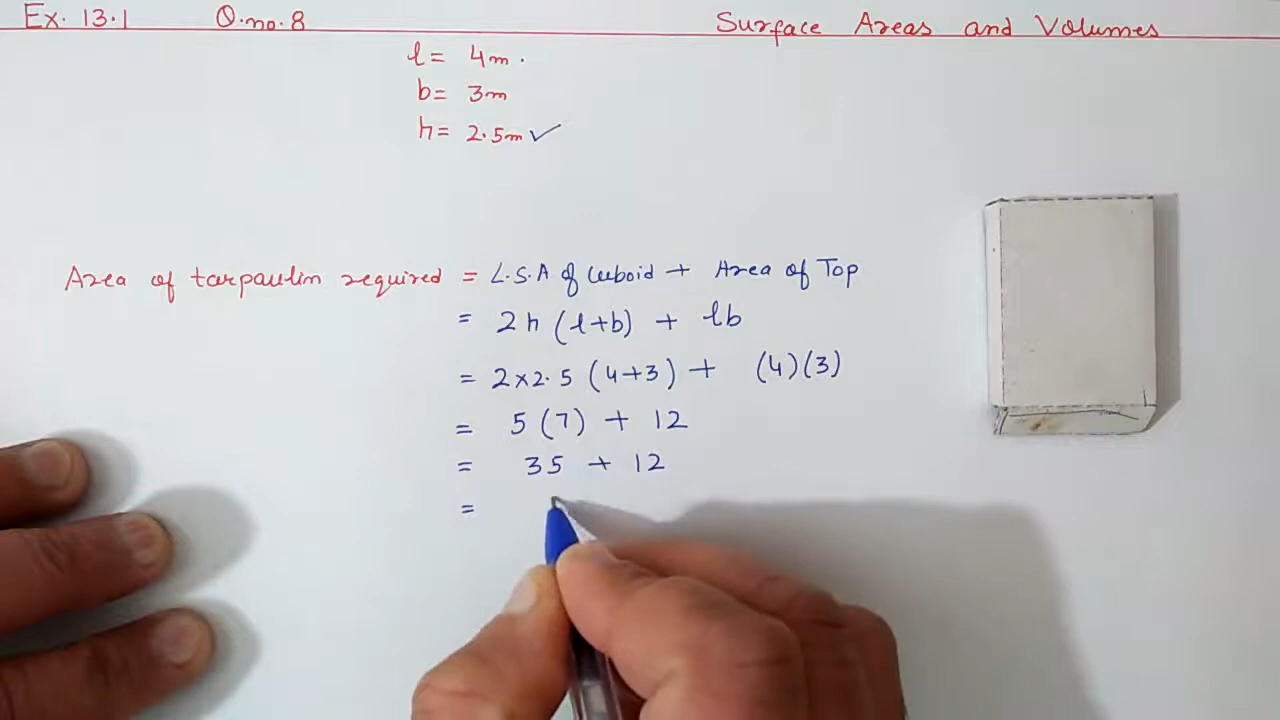 Ex. 13.1 Q.no.8 Surface Areas and Volumes
l = 4m.
b = 3m
h = 2.5m ✓
Area of tarpaulin required = L.S.A of Cuboid + Area of Top
= 2h (l+b) + lb
= 2×2.5 (4+3) + (4)(3)
= 5(7) + 12
= 35 + 12
=